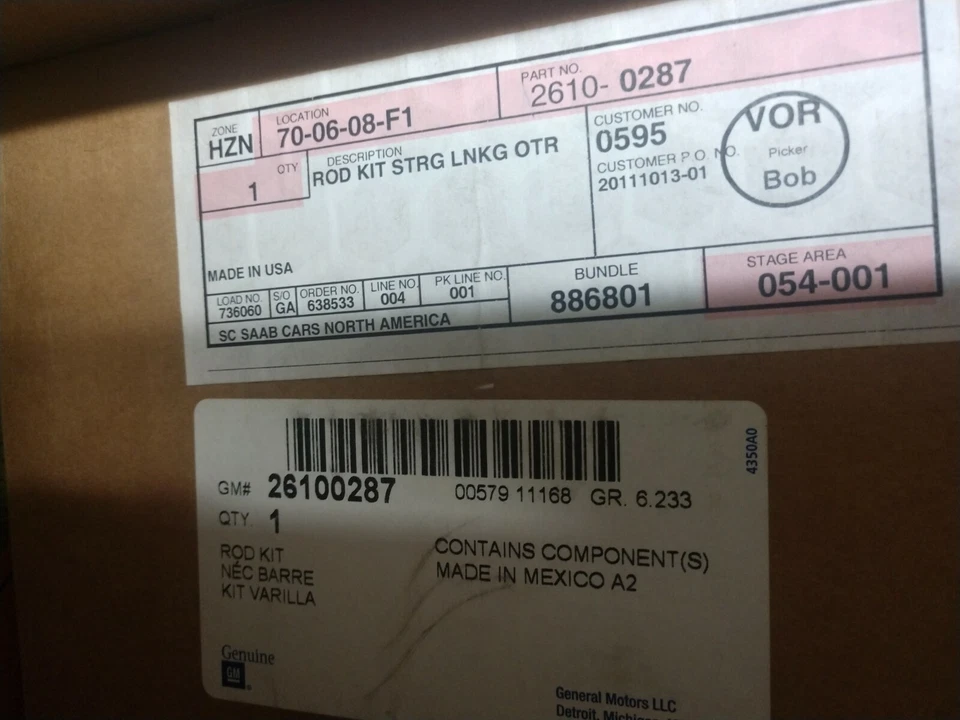 ZONE
HZN
LOCATION
70-06-08-F1
PART NO.
2610- 0287
QTY
1
DESCRIPTION
ROD KIT STRG LNKG OTR
CUSTOMER NO.
0595
CUSTOMER P.O. NO.
20111013-01
VOR
Picker
Bob
MADE IN USA
LOAD NO.
736060
S/O
GA
ORDER NO.
638533
LINE NO.
004
PK LINE NO.
001
BUNDLE
886801
STAGE AREA
054-001
SC SAAB CARS NORTH AMERICA
4350A0
GM# 26100287 00579 11168 GR. 6.233
QTY. 1
ROD KIT
NÉC BARRE
KIT VARILLA
CONTAINS COMPONENT(S)
MADE IN MEXICO A2
Genuine
GM
General Motors LLC
Detroit,